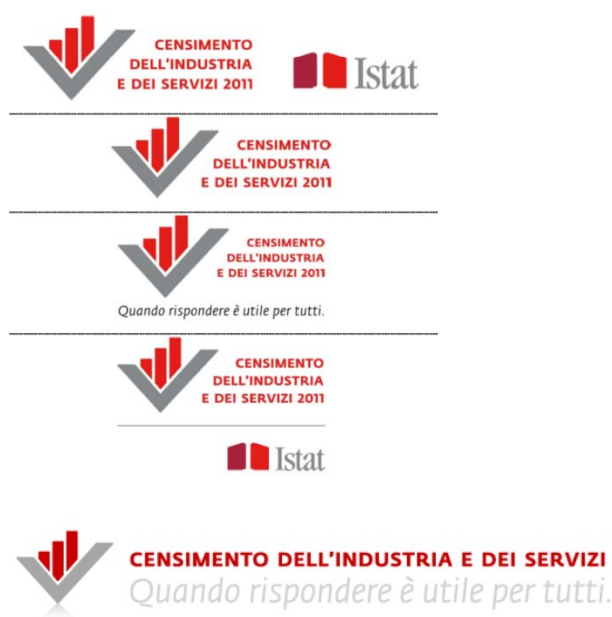 CENSIMENTO
DELL'INDUSTRIA
E DEI SERVIZI 2011
Istat
CENSIMENTO
DELL'INDUSTRIA
E DEI SERVIZI 2011
CENSIMENTO
DELL'INDUSTRIA
E DEI SERVIZI 2011
Quando rispondere è utile per tutti.
CENSIMENTO
DELL'INDUSTRIA
E DEI SERVIZI 2011
Istat
CENSIMENTO DELL'INDUSTRIA E DEI SERVIZI
Quando rispondere è utile per tutti.